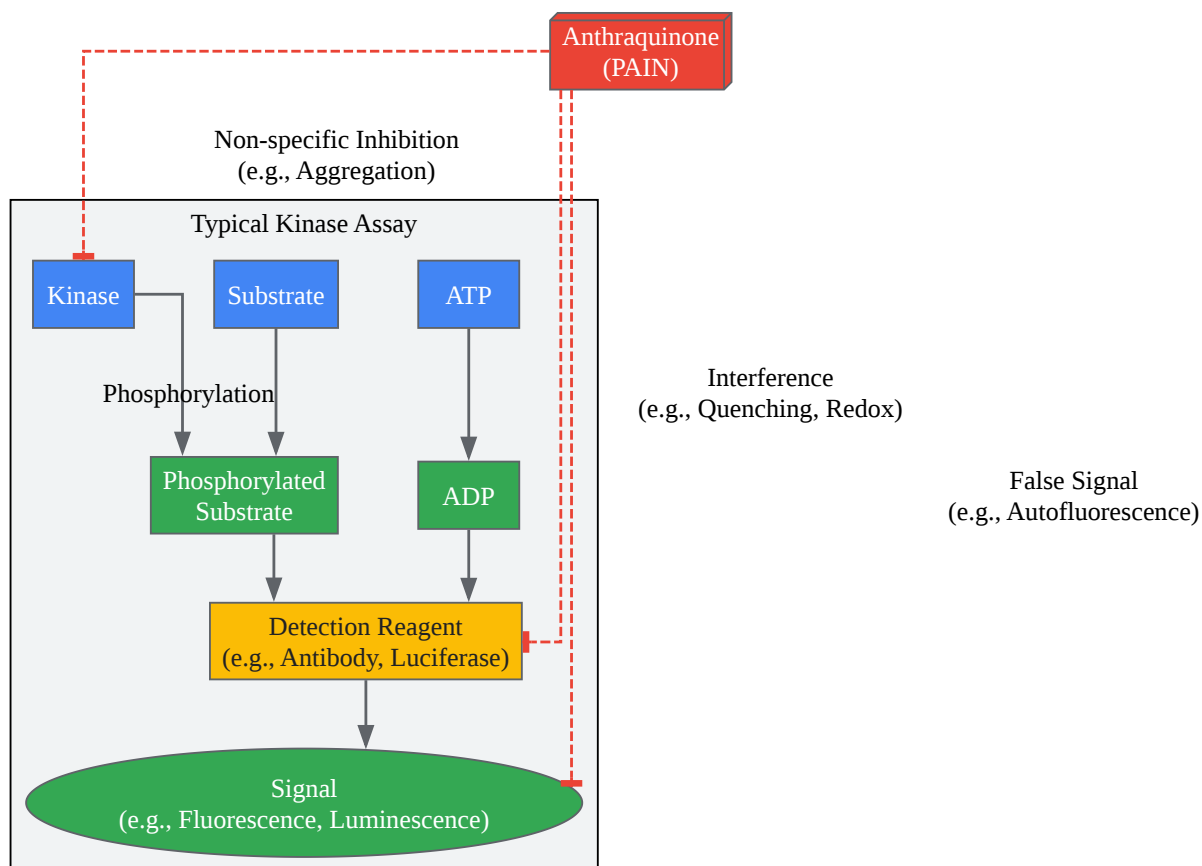 Anthraquinone
(PAIN)
Non-specific Inhibition
(e.g., Aggregation)
Typical Kinase Assay
Kinase
Substrate
ATP
Phosphorylation
Interference
(e.g., Quenching, Redox)
Phosphorylated
Substrate
ADP
False Signal
(e.g., Autofluorescence)
Detection Reagent
(e.g., Antibody, Luciferase)
Signal
(e.g., Fluorescence, Luminescence)